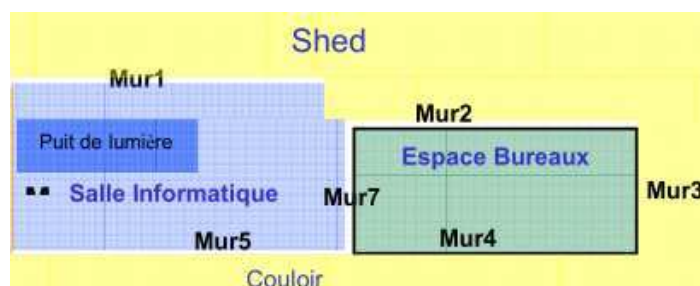 Shed
Mur1
Mur2
Puit de lumière
Espace Bureaux
Salle Informatique
Mur7
Mur3
Mur5
Mur4
Couloir